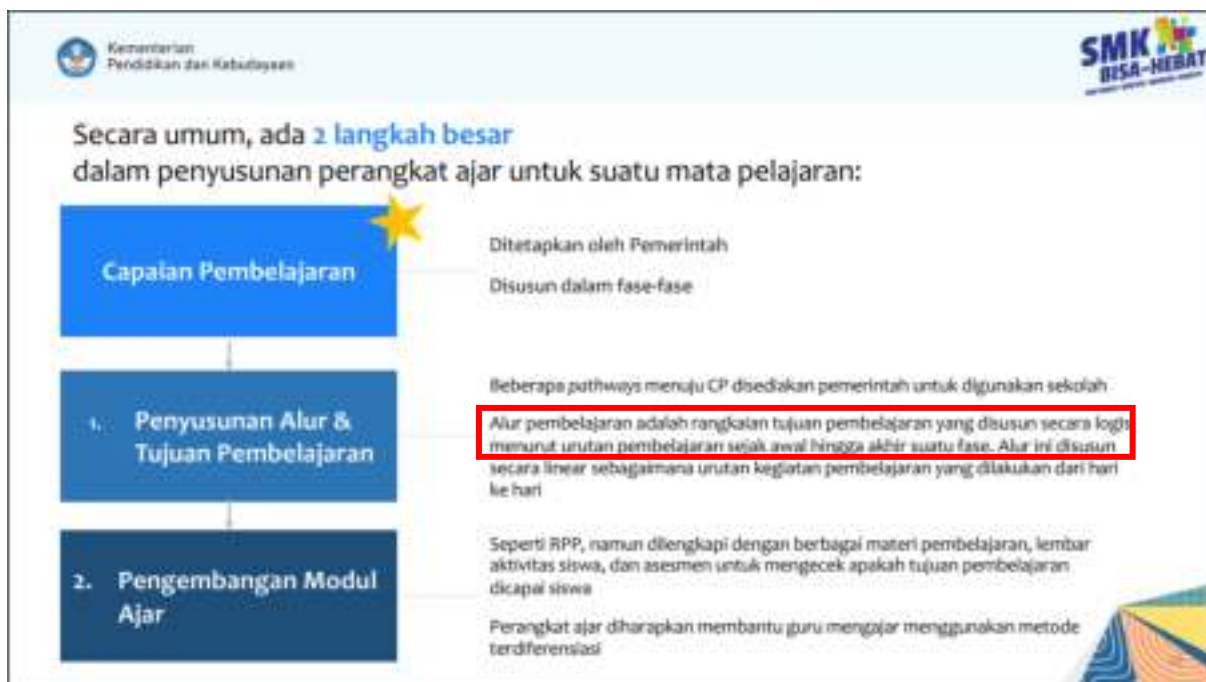 Kementerian
Pendidikan dan Kebudayaan
SMK
BISA-HEBAT
Secara umum, ada 2 langkah besar
dalam penyusunan perangkat ajar untuk suatu mata pelajaran:
Capaian Pembelajaran
Ditetapkan oleh Pemerintah
Disusun dalam fase-fase
1. Penyusunan Alur &
Tujuan Pembelajaran
Beberapa pathways menuju CP disediakan pemerintah untuk digunakan sekolah
Alur pembelajaran adalah rangkaian tujuan pembelajaran yang disusun secara logis
menurut urutan pembelajaran sejak awal hingga akhir suatu fase. Alur ini disusun
secara linear sebagaimana urutan kegiatan pembelajaran yang dilakukan dari hari
ke hari
2. Pengembangan Modul
Ajar
Seperti RPP, namun dilengkapi dengan berbagai materi pembelajaran, lembar
aktivitas siswa, dan asesmen untuk mengecek apakah tujuan pembelajaran
dicapai siswa
Perangkat ajar diharapkan membantu guru mengajar menggunakan metode
terdiferensiasi